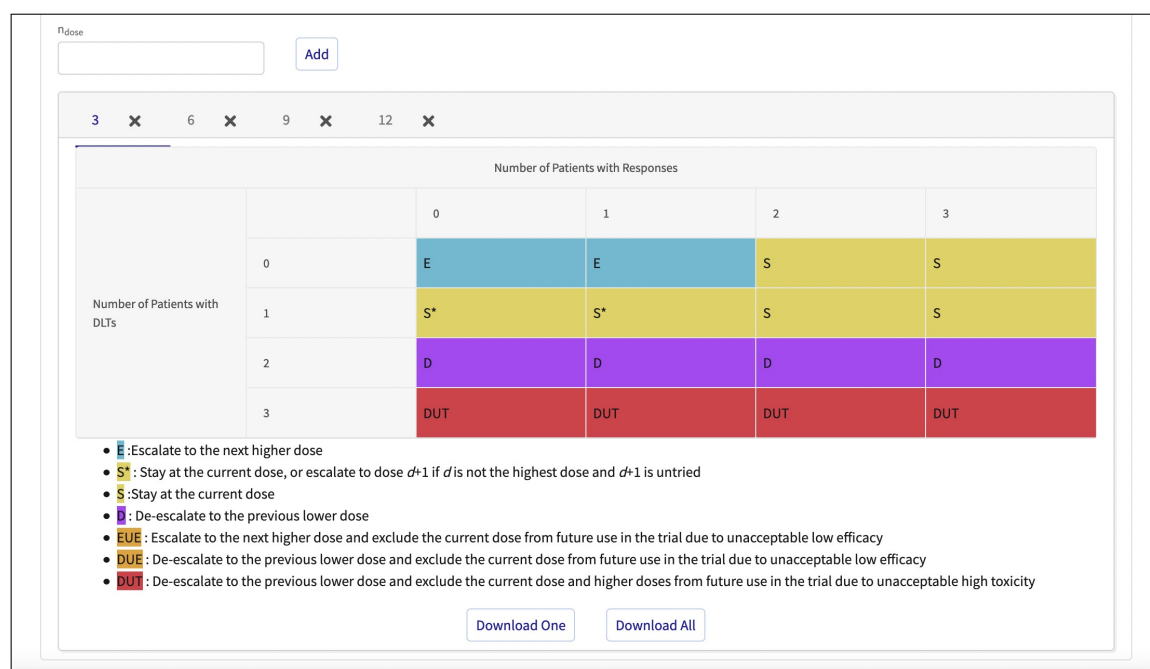 n_dose
Add
3 × 6 × 9 × 12 ×
Number of Patients with Responses
0 1 2 3
0 E E S S
Number of Patients with
DLTs
1 S* S* S S
2 D D D D
3 DUT DUT DUT DUT
• E :Escalate to the next higher dose
• S* : Stay at the current dose, or escalate to dose d+1 if d is not the highest dose and d+1 is untried
• S :Stay at the current dose
• D : De-escalate to the previous lower dose
• EUE : Escalate to the next higher dose and exclude the current dose from future use in the trial due to unacceptable low efficacy
• DUE : De-escalate to the previous lower dose and exclude the current dose from future use in the trial due to unacceptable low efficacy
• DUT : De-escalate to the previous lower dose and exclude the current dose and higher doses from future use in the trial due to unacceptable high toxicity
Download One Download All